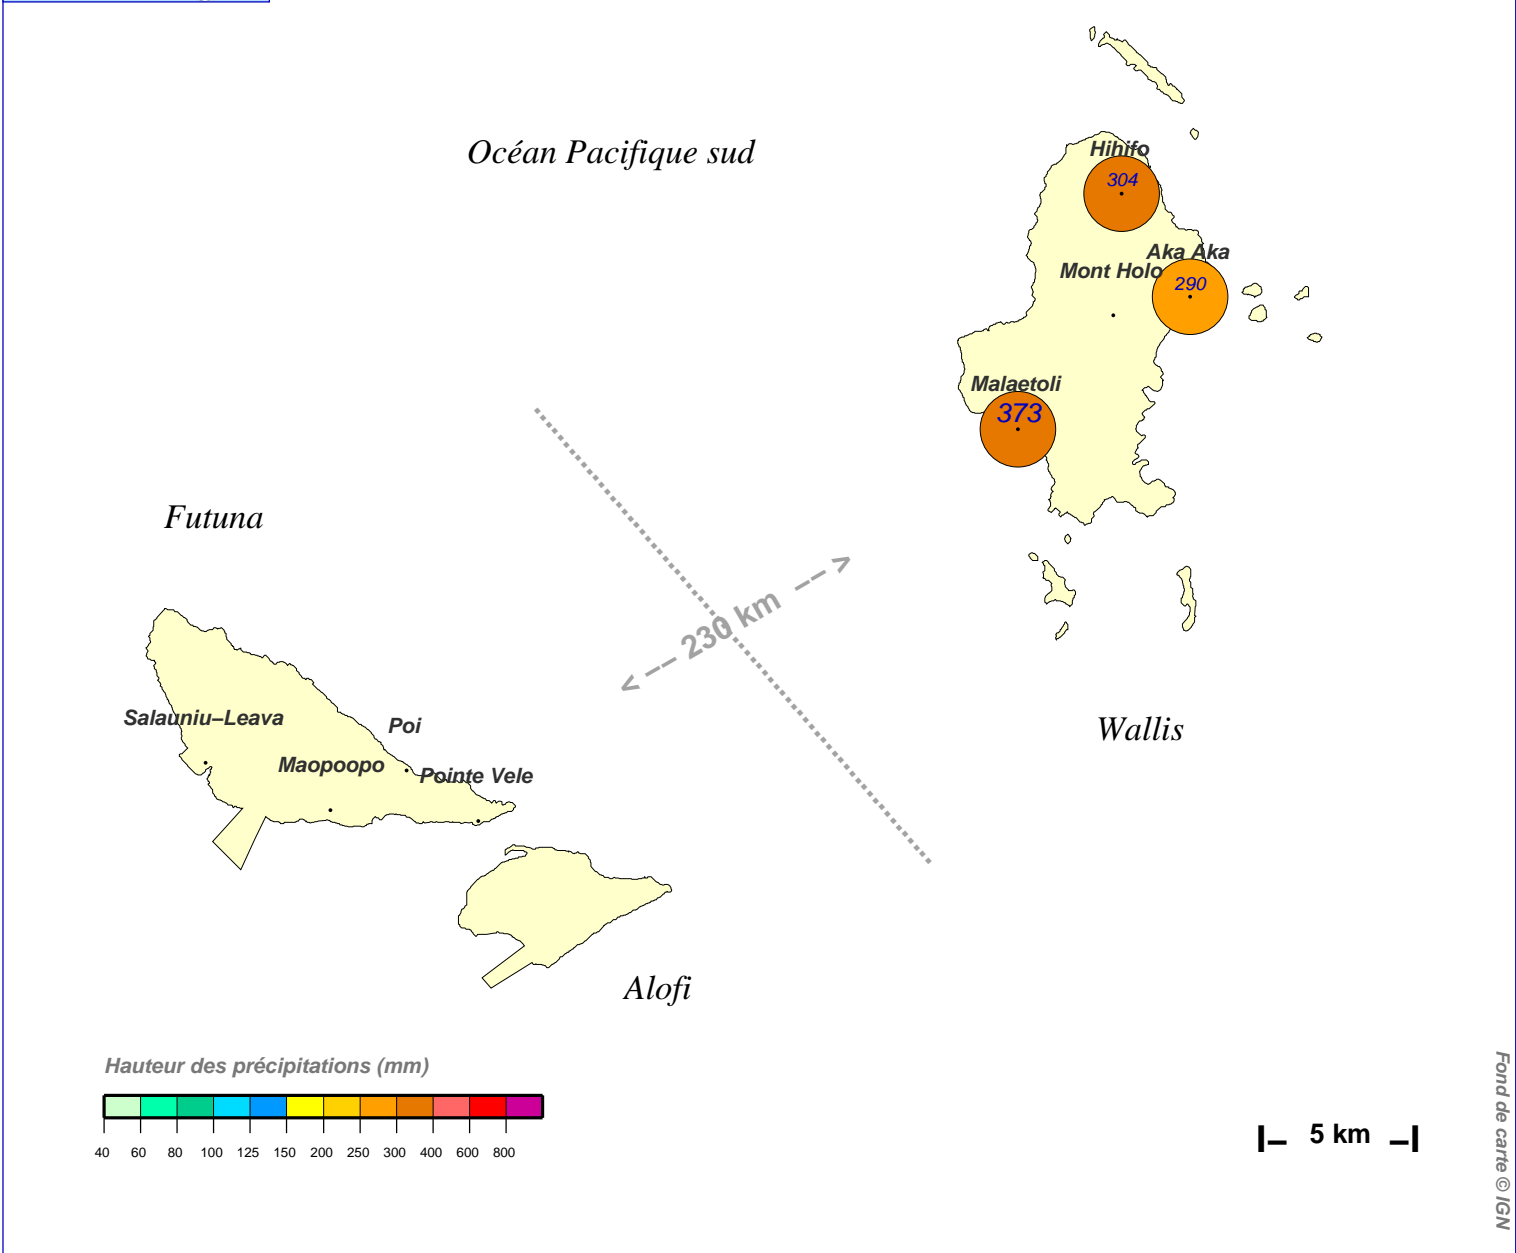 Océan Pacifique sud
Hihifo
304
Aka Aka
Mont Holo
290
Malaetoli
373
Futuna
230 km
Salauniu–Leava
Poi
Maopoopo
Pointe Vele
Wallis
Alofi
Hauteur des précipitations (mm)
40 60 80 100 125 150 200 250 300 400 600 800
5 km
Fond de carte © IGN